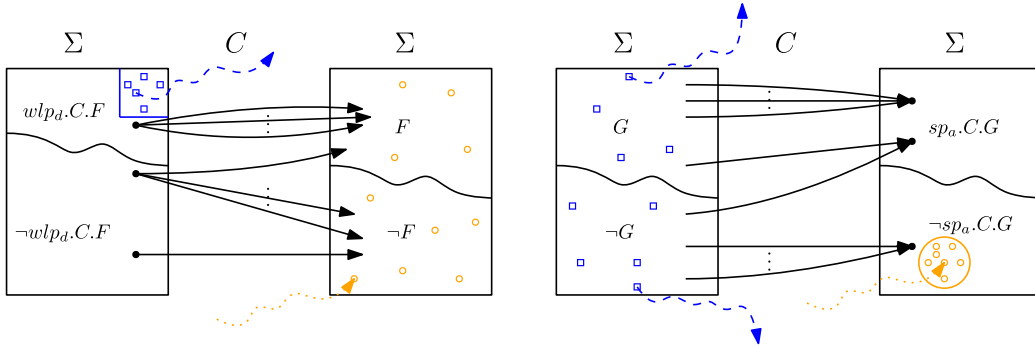 Σ C Σ Σ C Σ
wlp_d.C.F F G sp_a.C.G
¬wlp_d.C.F ¬F ¬G ¬sp_a.C.G